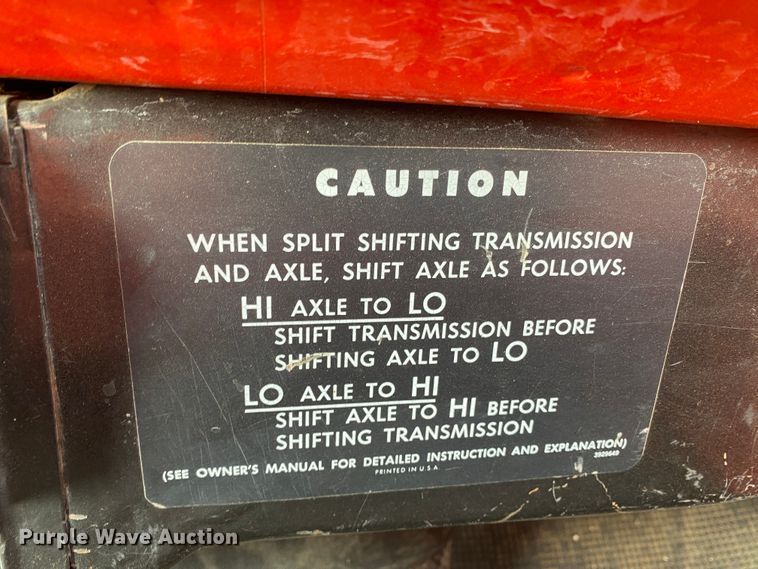 CAUTION
WHEN SPLIT SHIFTING TRANSMISSION
AND AXLE, SHIFT AXLE AS FOLLOWS:
HI AXLE TO LO
SHIFT TRANSMISSION BEFORE
SHIFTING AXLE TO LO
LO AXLE TO HI
SHIFT AXLE TO HI BEFORE
SHIFTING TRANSMISSION
(SEE OWNER'S MANUAL FOR DETAILED INSTRUCTION AND EXPLANATION)
PRINTED IN U.S.A.
3929649
Purple Wave Auction